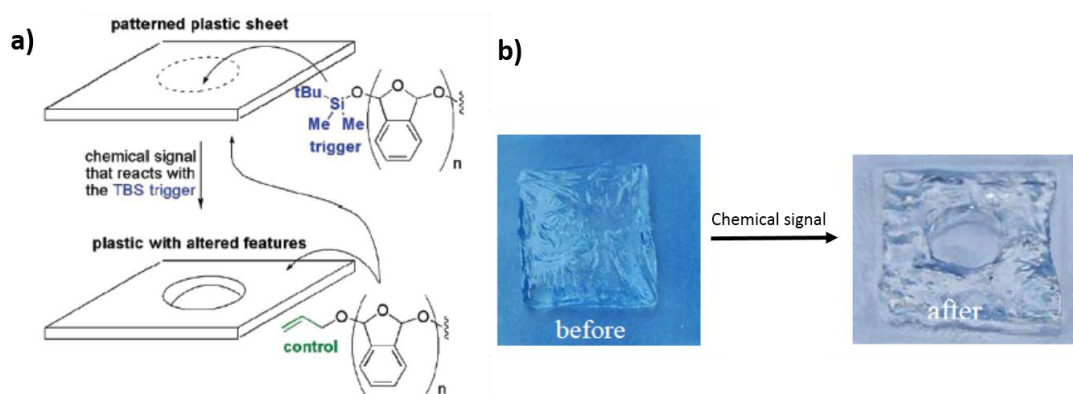 a)
patterned plastic sheet
tBu
Si
O
O
O
Me Me
trigger
n
chemical signal
that reacts with
the TBS trigger
plastic with altered features
O
O
O
control
n
b)
before
Chemical signal
after